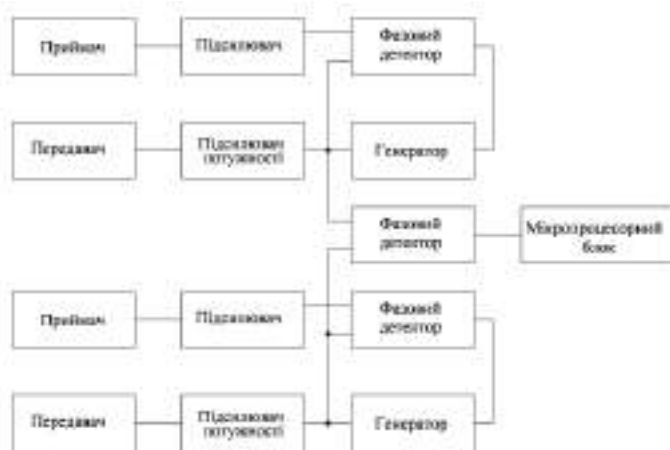 Приймач
Підсилювач
Фазовий
детектор
Передавач
Підсилювач
потужності
Генератор
Фазовий
детектор
Мікропроцесорний
блок
Приймач
Підсилювач
Фазовий
детектор
Передавач
Підсилювач
потужності
Генератор